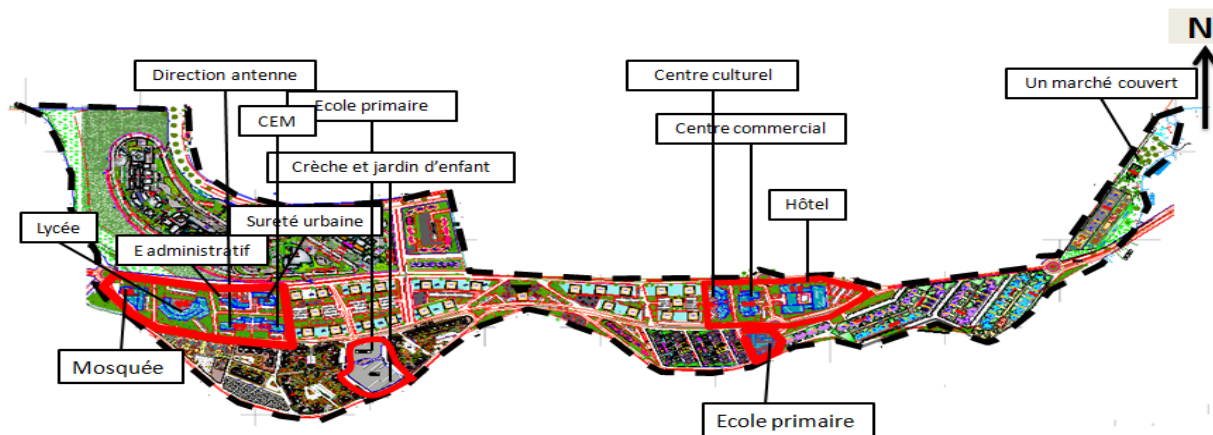 N
Direction antenne
Centre culturel
Un marché couvert
Ecole primaire
CEM
Centre commercial
Crèche et jardin d’enfant
Hôtel
Lycée
Sureté urbaine
E administratif
Mosquée
Ecole primaire